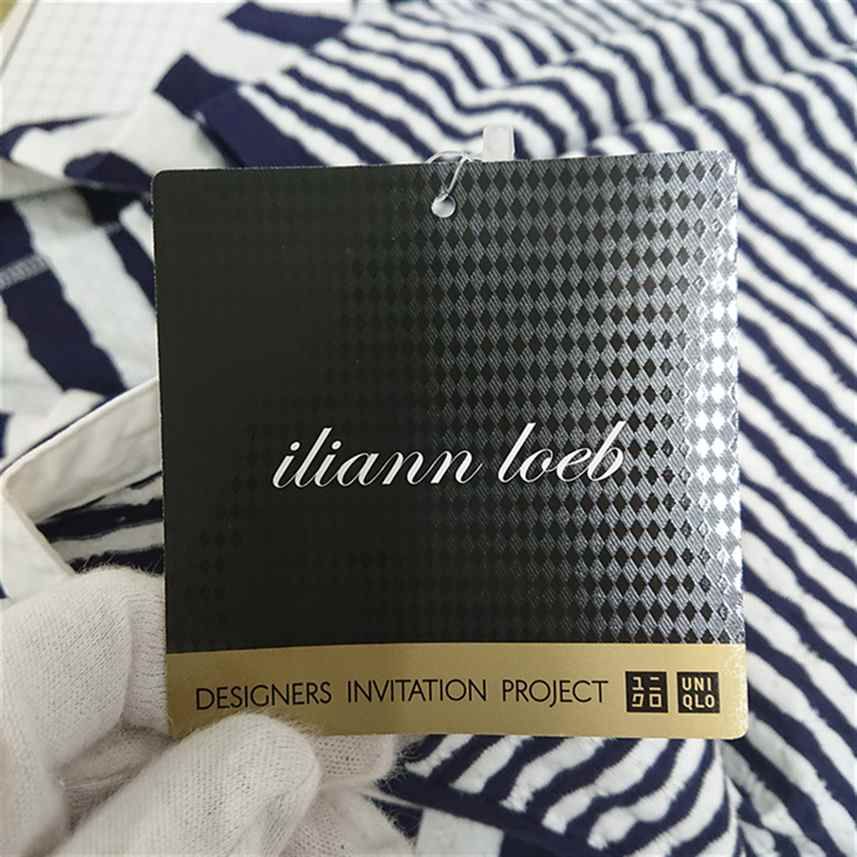 iliann loeb
DESIGNERS INVITATION PROJECT
ユニ
クロ
UNI
QLO